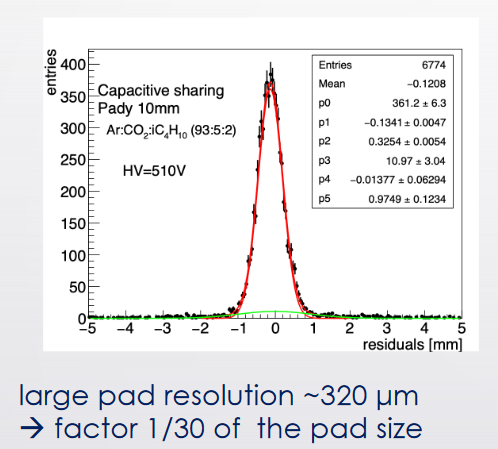 entries
400
350
300
250
200
150
100
50
0
Capacitive sharing
Pady 10mm
Ar:CO₂:iC₄H₁₀ (93:5:2)
HV=510V
Entries 6774
Mean −0.1208
p0 361.2 ± 6.3
p1 −0.1341 ± 0.0047
p2 0.3254 ± 0.0054
p3 10.97 ± 3.04
p4 −0.01377 ± 0.06294
p5 0.9749 ± 0.1234
−5 −4 −3 −2 −1 0 1 2 3 4 5
residuals [mm]
large pad resolution ~320 µm
→ factor 1/30 of the pad size